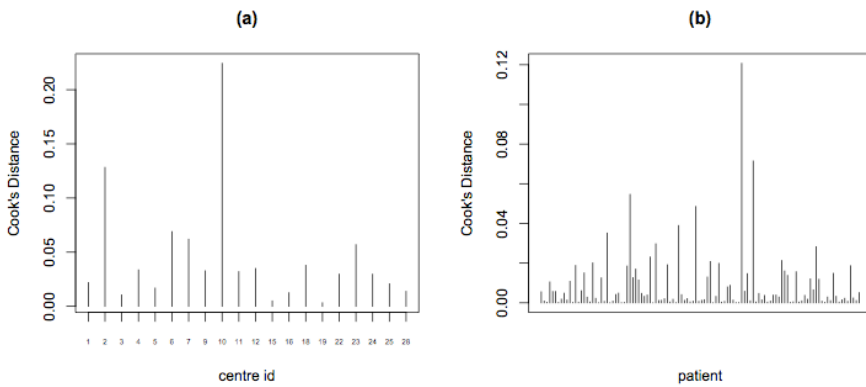 (a)
Cook's Distance
0.00 0.05 0.10 0.15 0.20
1 2 3 4 5 6 7 9 10 11 12 15 16 18 19 22 23 24 25 26
centre id
(b)
Cook's Distance
0.00 0.04 0.08 0.12
patient